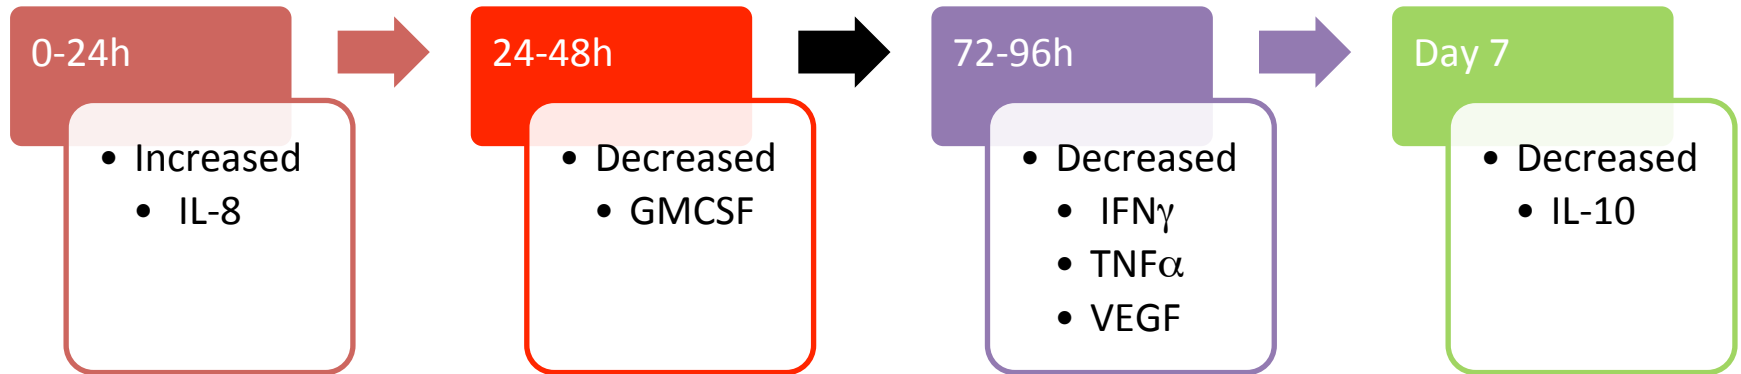 0-24h
• Increased
• IL-8
24-48h
• Decreased
• GMCSF
72-96h
• Decreased
• IFNγ
• TNFα
• VEGF
Day 7
• Decreased
• IL-10